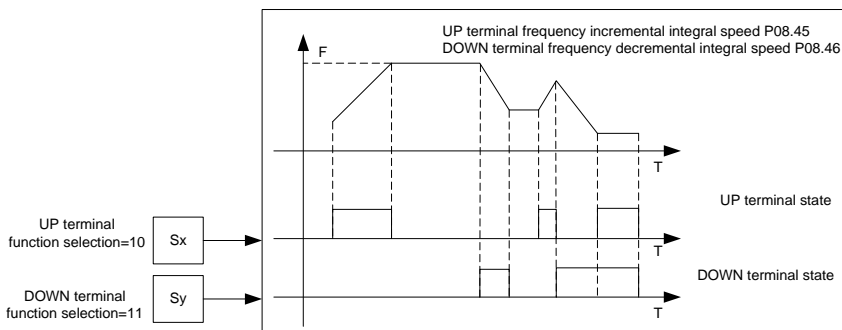 UP terminal frequency incremental integral speed P08.45
DOWN terminal frequency decremental integral speed P08.46
F
T
UP terminal state
UP terminal
function selection=10
Sx
T
DOWN terminal state
DOWN terminal
function selection=11
Sy
T